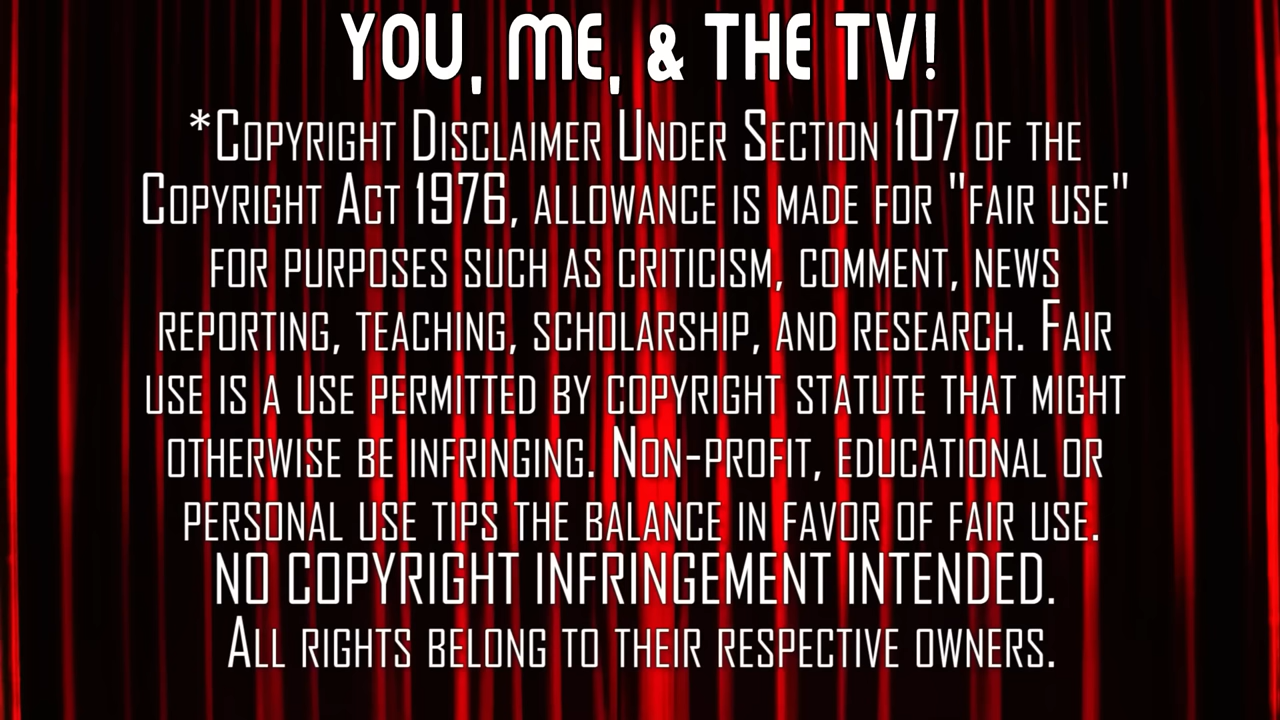 YOU, ME, & THE TV!
*Copyright Disclaimer Under Section 107 of the
Copyright Act 1976, allowance is made for "fair use"
for purposes such as criticism, comment, news
reporting, teaching, scholarship, and research. Fair
use is a use permitted by copyright statute that might
otherwise be infringing. Non-profit, educational or
personal use tips the balance in favor of fair use.
NO COPYRIGHT INFRINGEMENT INTENDED.
All rights belong to their respective owners.